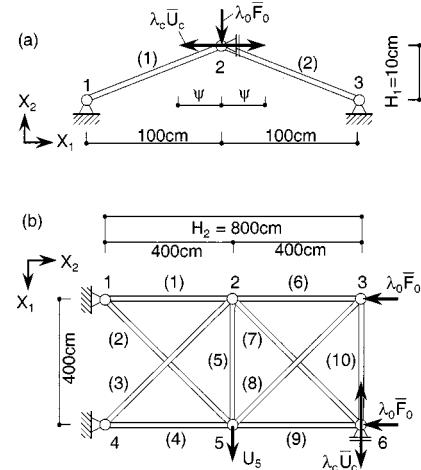 (a)
λcŪc
λ0F̄0
(1)
(2)
1
2
3
H1=10cm
ψ
ψ
X2
X1
100cm
100cm
(b)
H2 = 800cm
400cm
400cm
X2
X1
1
(1)
2
(6)
3
λ0F̄0
400cm
(2)
(3)
(5)
(7)
(8)
(10)
4
(4)
5
(9)
6
λ0F̄0
U5
λcŪc